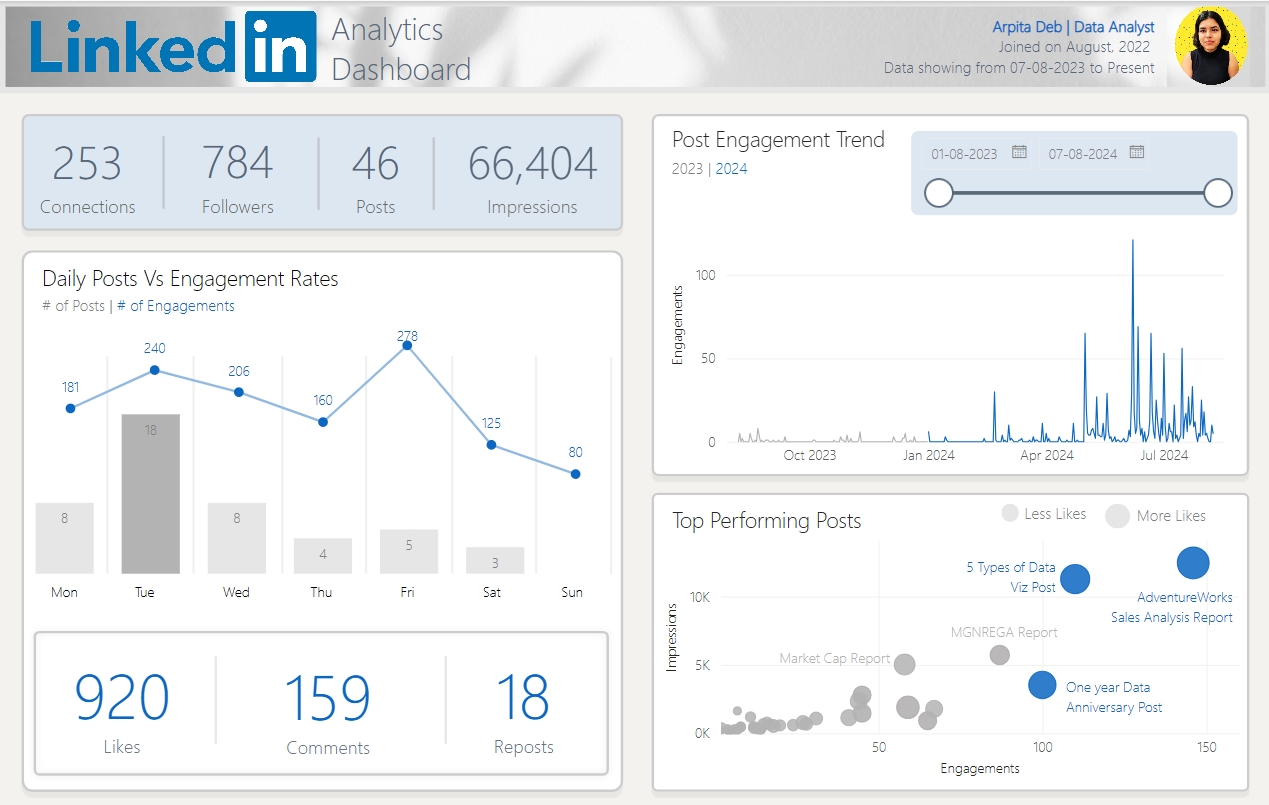 Linked in
Analytics
Dashboard
Arpita Deb | Data Analyst
Joined on August, 2022
Data showing from 07-08-2023 to Present
253
Connections
784
Followers
46
Posts
66,404
Impressions
Daily Posts Vs Engagement Rates
# of Posts | # of Engagements
181
240
206
160
278
125
80
8
18
8
4
5
3
Mon
Tue
Wed
Thu
Fri
Sat
Sun
920
Likes
159
Comments
18
Reposts
Post Engagement Trend
2023 | 2024
01-08-2023
07-08-2024
Engagements
100
50
0
Oct 2023
Jan 2024
Apr 2024
Jul 2024
Top Performing Posts
Less Likes
More Likes
Impressions
10K
5K
0K
5 Types of Data
Viz Post
AdventureWorks
Sales Analysis Report
MGNREGA Report
Market Cap Report
One year Data
Anniversary Post
50
100
150
Engagements